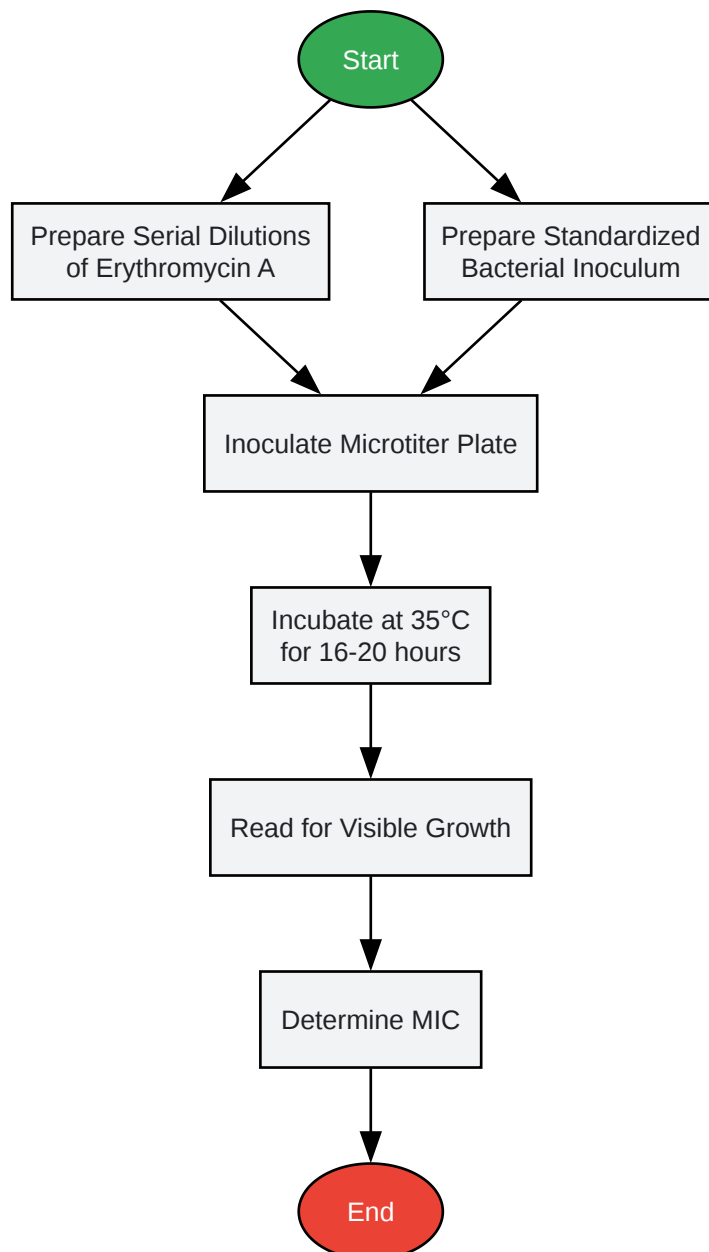 Start
Prepare Serial Dilutions
of Erythromycin A
Prepare Standardized
Bacterial Inoculum
Inoculate Microtiter Plate
Incubate at 35°C
for 16-20 hours
Read for Visible Growth
Determine MIC
End